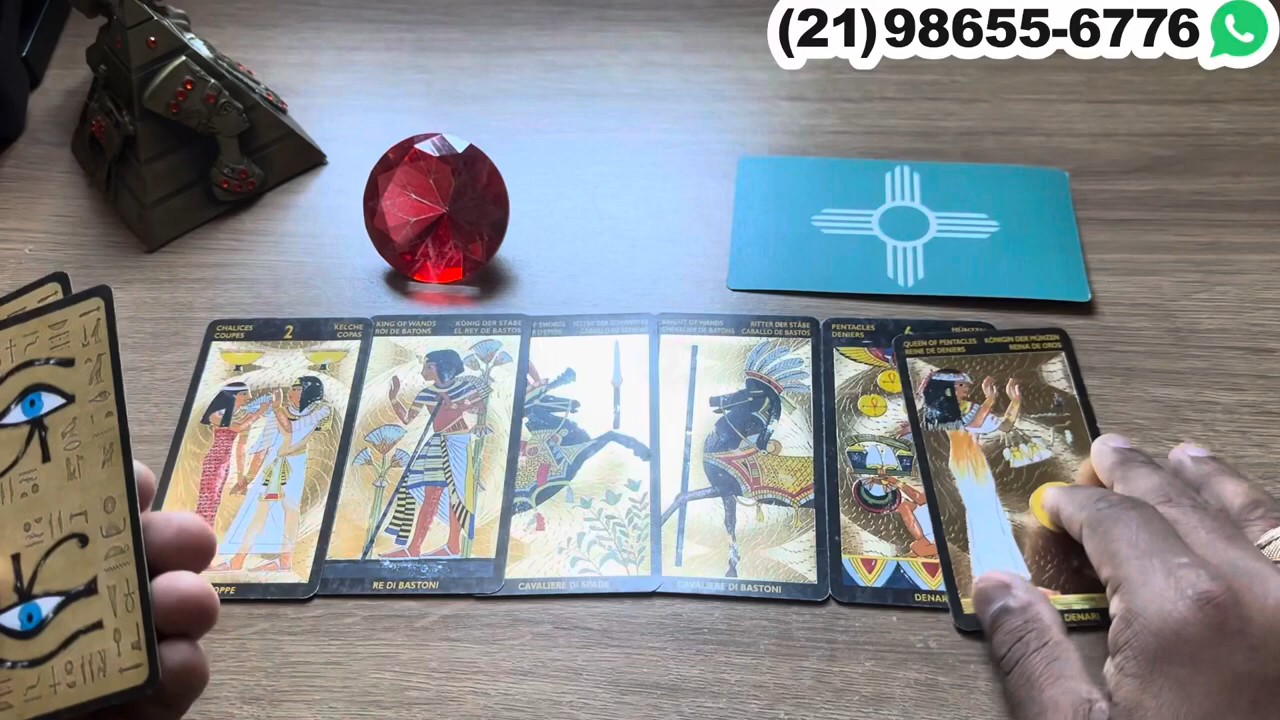 (21)98655-6776
CHALICES
COUPES
2
KELCHE
COPAS
OPPE
KING OF WANDS
ROI DE BATONS
KÖNIG DER STÄBE
EL REY DE BASTOS
RE DI BASTONI
CAVALIERE DI SPADE
KNIGHT OF WANDS
CHEVALIER DE BATONS
RITTER DER STÄBE
CABALLO DE BASTOS
CAVALIERE DI BASTONI
PENTACLES
DENIERS
DENAR
QUEEN OF PENTACLES
REINE DE DENIERS
KÖNIGIN DER MÜNZEN
REINA DE OROS
DENARI